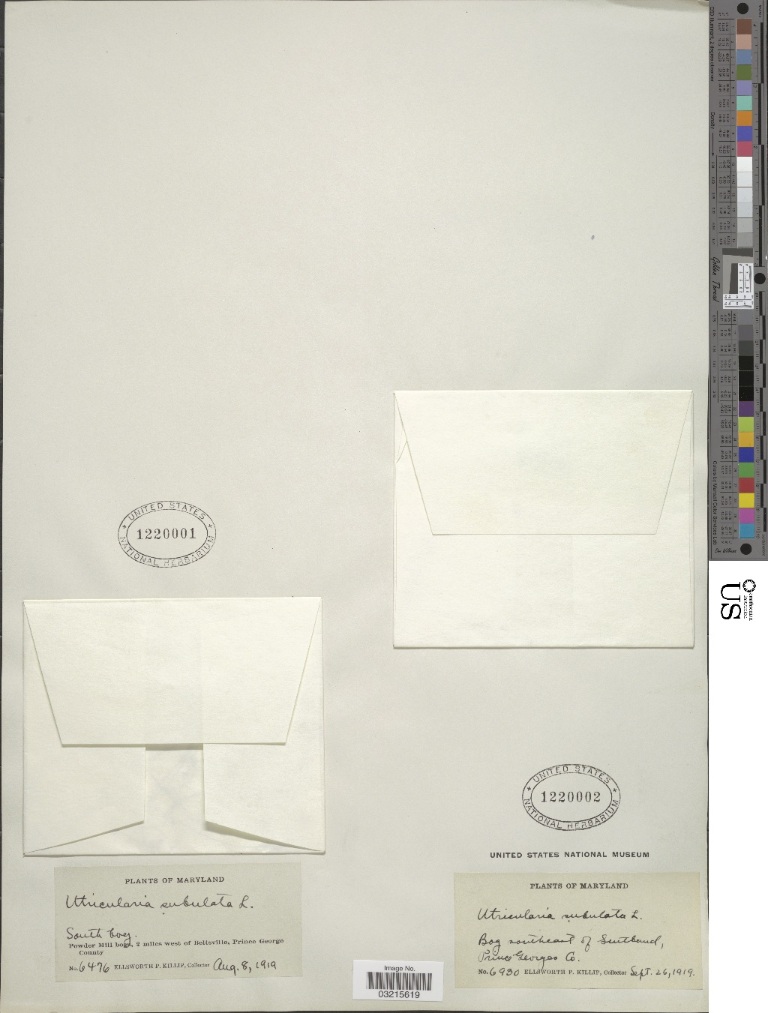 UNITED STATES
1220001
NATIONAL HERBARIUM
PLANTS OF MARYLAND
Utricularia subulata L.
South bog.
Powder Mill bogs, 2 miles west of Beltsville, Prince George
County
No. 6476 ELLSWORTH P. KILLIP, Collector Aug. 8, 1919
UNITED STATES
1220002
NATIONAL HERBARIUM
UNITED STATES NATIONAL MUSEUM
PLANTS OF MARYLAND
Utricularia subulata L.
Bog northeast of Suitland,
Prince Georges Co.
No. 6930 ELLSWORTH P. KILLIP, Collector Sept. 26, 1919.
Image No.
03215619
US